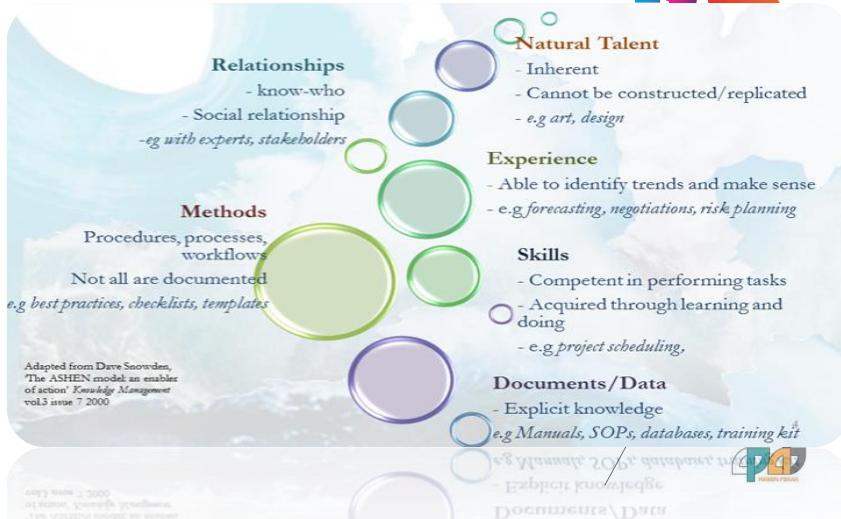 Natural Talent
- Inherent
- Cannot be constructed/replicated
- e.g art, design
Relationships
- know-who
- Social relationship
-eg with experts, stakeholders
Experience
- Able to identify trends and make sense
- e.g forecasting, negotiations, risk planning
Methods
Procedures, processes,
workflows
Not all are documented
e.g best practices, checklists, templates
Skills
- Competent in performing tasks
- Acquired through learning and
doing
- e.g project scheduling,
Documents/Data
- Explicit knowledge
e.g Manuals, SOPs, databases, training kit
Adapted from Dave Snowden,
'The ASHEN model: an enabler
of action' Knowledge Management
vol.3 issue 7 2000